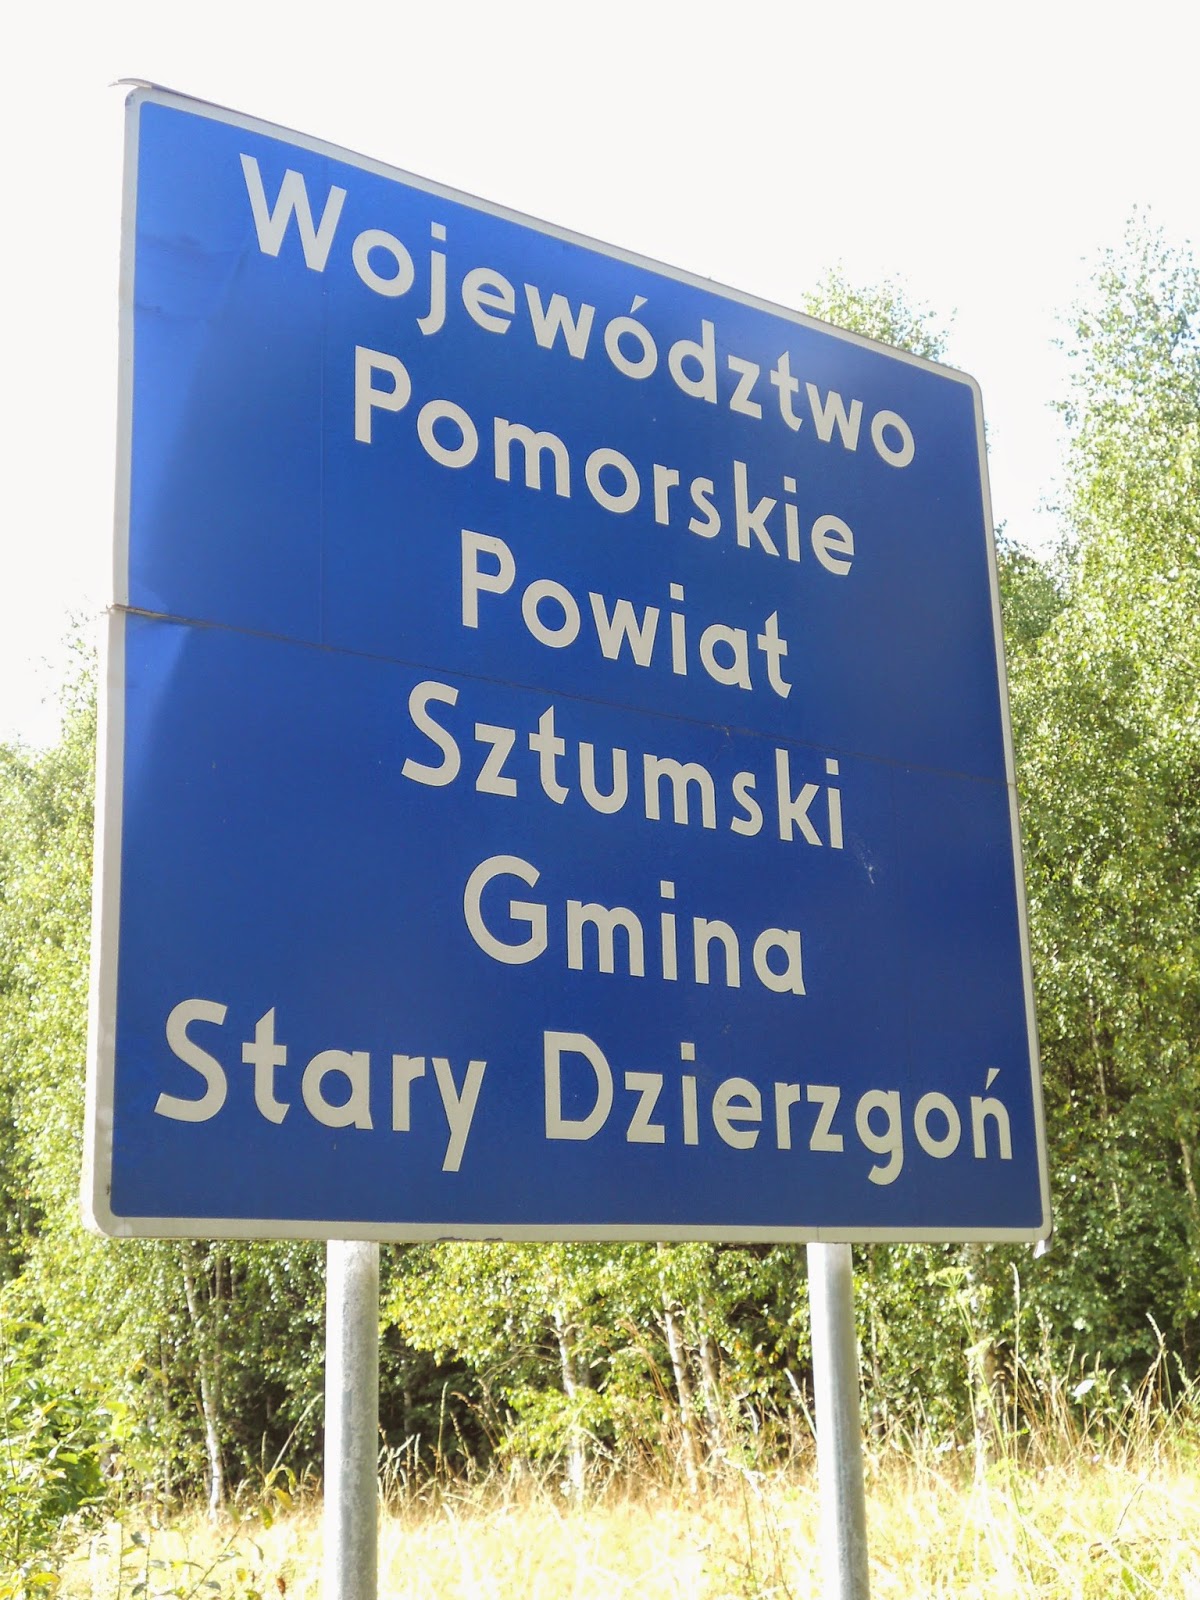 Województwo
Pomorskie
Powiat
Sztumski
Gmina
Stary Dzierzgoń